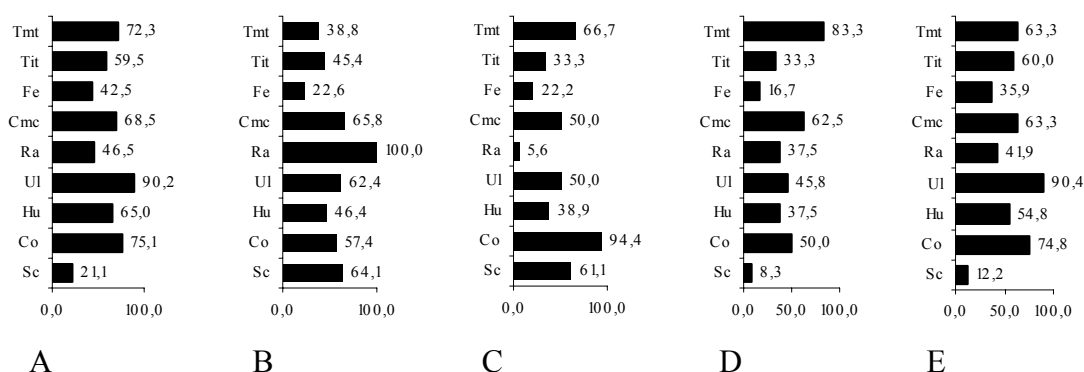 Tmt 72,3
Tit 59,5
Fe 42,5
Cmc 68,5
Ra 46,5
Ul 90,2
Hu 65,0
Co 75,1
Sc 21,1
0,0 100,0
A
Tmt 38,8
Tit 45,4
Fe 22,6
Cmc 65,8
Ra 100,0
Ul 62,4
Hu 46,4
Co 57,4
Sc 64,1
0,0 100,0
B
Tmt 66,7
Tit 33,3
Fe 22,2
Cmc 50,0
Ra 5,6
Ul 50,0
Hu 38,9
Co 94,4
Sc 61,1
0,0 100,0
C
Tmt 83,3
Tit 33,3
Fe 16,7
Cmc 62,5
Ra 37,5
Ul 45,8
Hu 37,5
Co 50,0
Sc 8,3
0,0 50,0 100,0
D
Tmt 63,3
Tit 60,0
Fe 35,9
Cmc 63,3
Ra 41,9
Ul 90,4
Hu 54,8
Co 74,8
Sc 12,2
0,0 50,0 100,0
E